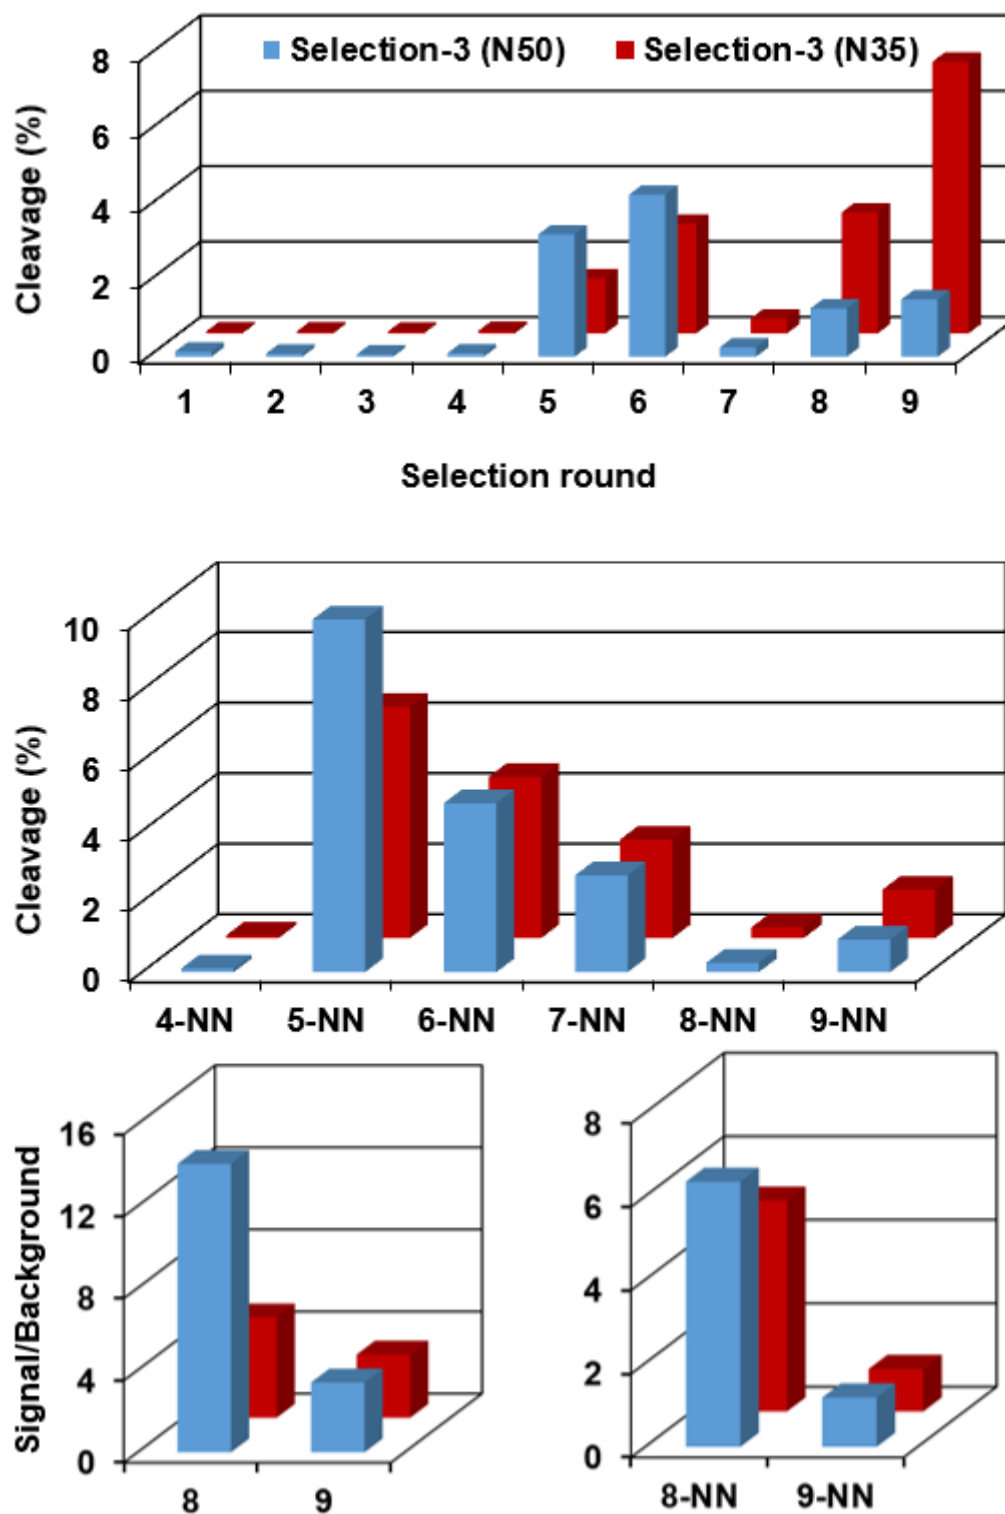 Selection-3 (N50) Selection-3 (N35)
Cleavage (%)
8
6
4
2
0
1 2 3 4 5 6 7 8 9
Selection round
Cleavage (%)
10
8
6
4
2
0
4-NN 5-NN 6-NN 7-NN 8-NN 9-NN
Signal/Background
16
12
8
4
0
8 9
8
6
4
2
0
8-NN 9-NN